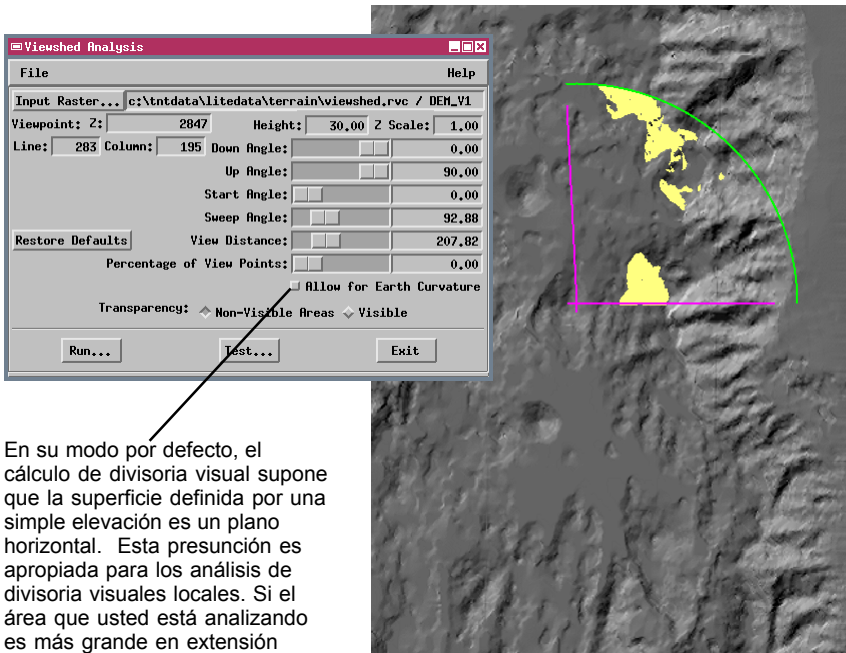 Viewshed Analysis
File Help
Input Raster... c:\tntdata\litedata\terrain\viewshed.rvc / DEM_V1
Viewpoint: Z: 2847 Height: 30.00 Z Scale: 1.00
Line: 283 Column: 195 Down Angle: 0.00
Up Angle: 90.00
Start Angle: 0.00
Sweep Angle: 92.88
Restore Defaults View Distance: 207.82
Percentage of View Points: 0.00
Allow for Earth Curvature
Transparency: Non-Visible Areas Visible
Run... Test... Exit
En su modo por defecto, el
cálculo de divisoria visual supone
que la superficie definida por una
simple elevación es un plano
horizontal. Esta presunción es
apropiada para los análisis de
divisoria visuales locales. Si el
área que usted está analizando
es más grande en extensión